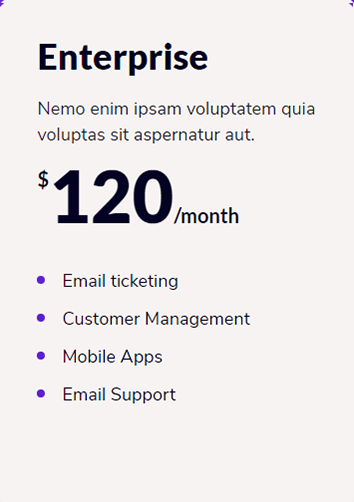 Enterprise
Nemo enim ipsam voluptatem quia
voluptas sit aspernatur aut.
$120/month
Email ticketing
Customer Management
Mobile Apps
Email Support